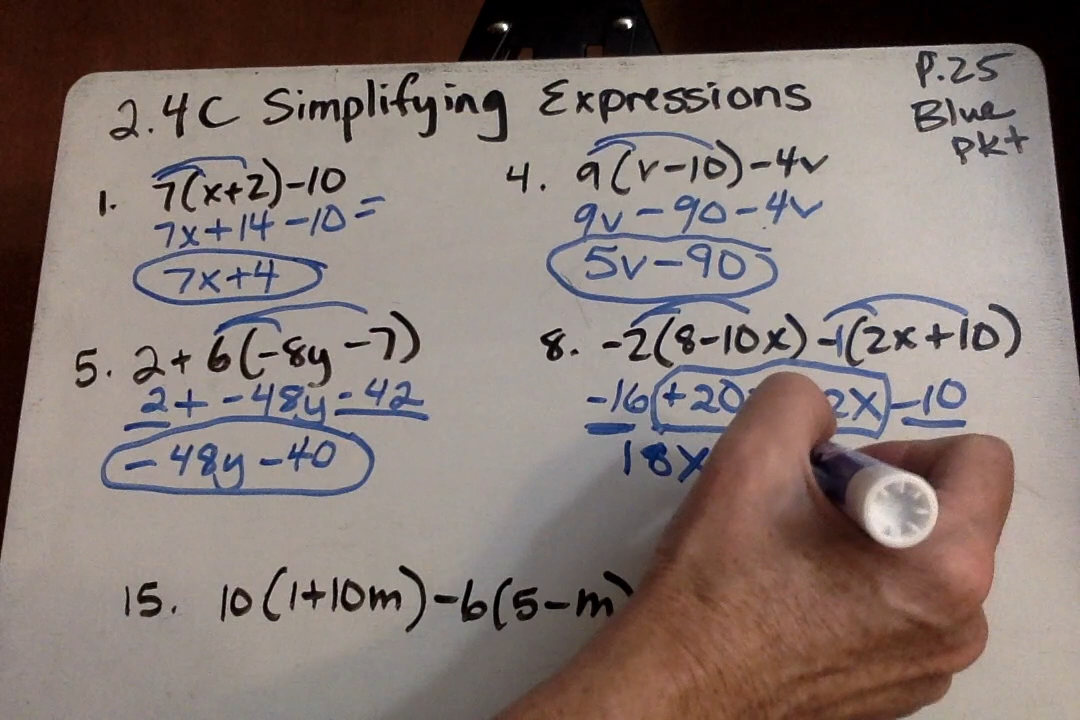 2.4C Simplifying Expressions
P.25
Blue
pkt
1. 7(x+2)-10
7x+14-10=
7x+4
4. 9(v-10)-4v
9v-90-4v
5v-90
5. 2+6(-8y-7)
2+-48y-42
-48y-40
8. -2(8-10x)-1(2x+10)
-16+20 2x-10
18x
15. 10(1+10m)-6(5-m)